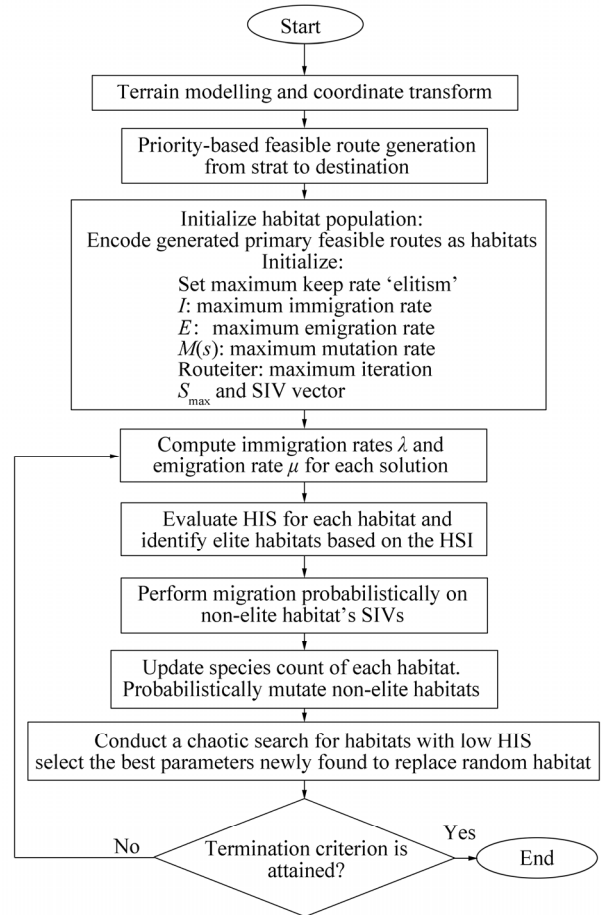 Start
Terrain modelling and coordinate transform
Priority-based feasible route generation
from strat to destination
Initialize habitat population:
Encode generated primary feasible routes as habitats
Initialize:
Set maximum keep rate ‘elitism’
I: maximum immigration rate
E: maximum emigration rate
M(s): maximum mutation rate
Routeiter: maximum iteration
Smax and SIV vector
Compute immigration rates λ and
emigration rate μ for each solution
Evaluate HIS for each habitat and
identify elite habitats based on the HSI
Perform migration probabilistically on
non-elite habitat’s SIVs
Update species count of each habitat.
Probabilistically mutate non-elite habitats
Conduct a chaotic search for habitats with low HIS
select the best parameters newly found to replace random habitat
No
Termination criterion is
attained?
Yes
End